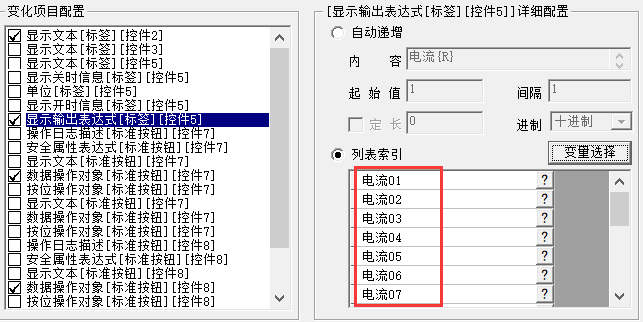 变化项目配置
显示文本[标签][控件2]
显示文本[标签][控件3]
显示文本[标签][控件5]
显示关时信息[标签][控件5]
单位[标签][控件5]
显示开时信息[标签][控件5]
显示输出表达式[标签][控件5]
操作日志描述[标准按钮][控件7]
安全属性表达式[标准按钮][控件7]
显示文本[标准按钮][控件7]
数据操作对象[标准按钮][控件7]
按位操作对象[标准按钮][控件7]
显示文本[标准按钮][控件7]
数据操作对象[标准按钮][控件7]
按位操作对象[标准按钮][控件7]
操作日志描述[标准按钮][控件8]
安全属性表达式[标准按钮][控件8]
显示文本[标准按钮][控件8]
数据操作对象[标准按钮][控件8]
按位操作对象[标准按钮][控件8]
[显示输出表达式[标签][控件5]]详细配置
自动递增
内 容 电流{R}
起 始 值 1 间隔 1
定 长 0 进制 十进制
列表索引 变量选择
电流01 ?
电流02 ?
电流03 ?
电流04 ?
电流05 ?
电流06 ?
电流07 ?